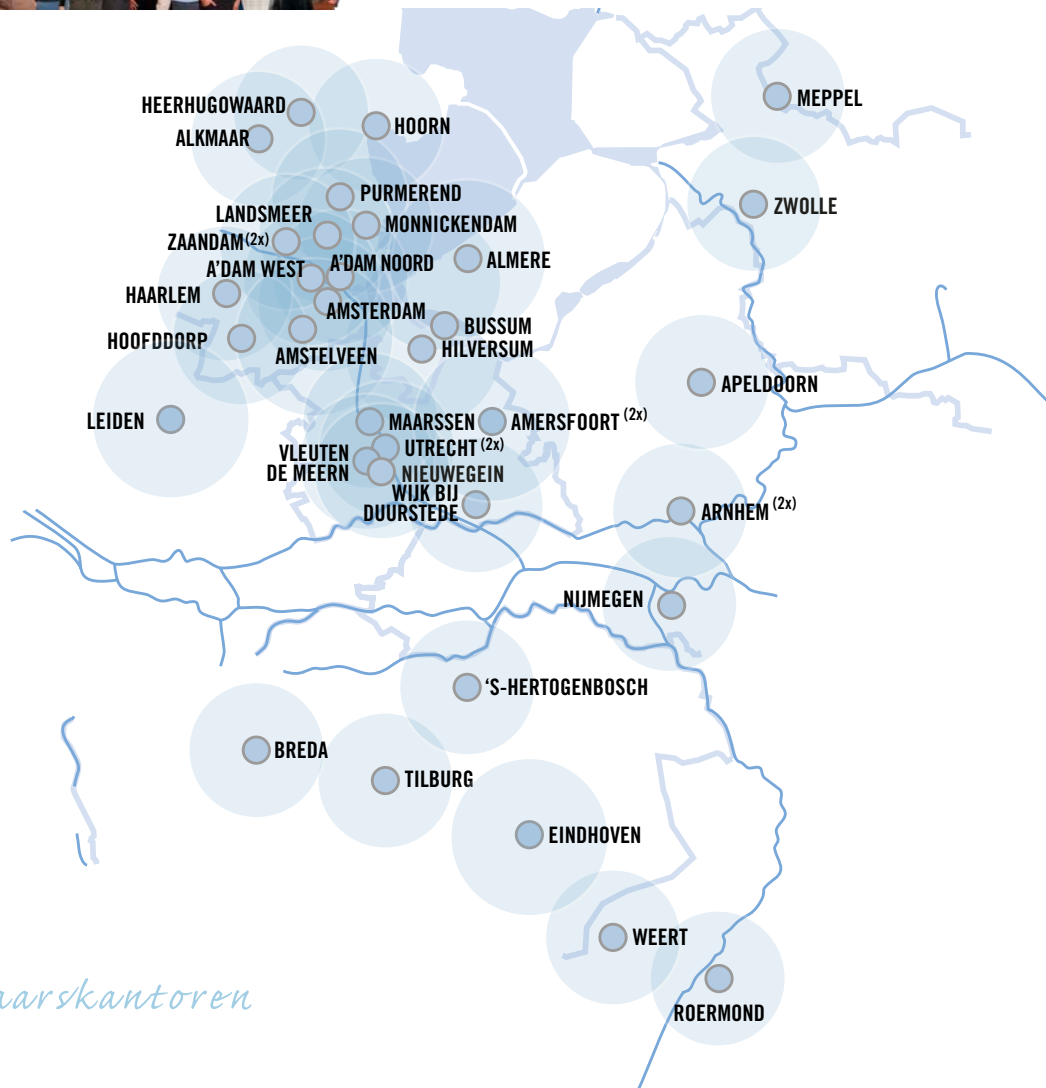 HEERHUGOWAARD
MEPPEL
HOORN
ALKMAAR
PURMEREND
ZWOLLE
LANDSMEER
MONNICKENDAM
ZAANDAM (2x)
A'DAM WEST
A'DAM NOORD
ALMERE
HAARLEM
AMSTERDAM
BUSSUM
HOOFDDORP
HILVERSUM
AMSTELVEEN
APELDOORN
LEIDEN
MAARSSEN
AMERSFOORT (2x)
UTRECHT (2x)
VLEUTEN
DE MEERN
NIEUWEGEIN
WIJK BIJ
DUURSTEDE
ARNHEM (2x)
NIJMEGEN
'S-HERTOGENBOSCH
BREDA
TILBURG
EINDHOVEN
WEERT
aarskantoren
ROERMOND